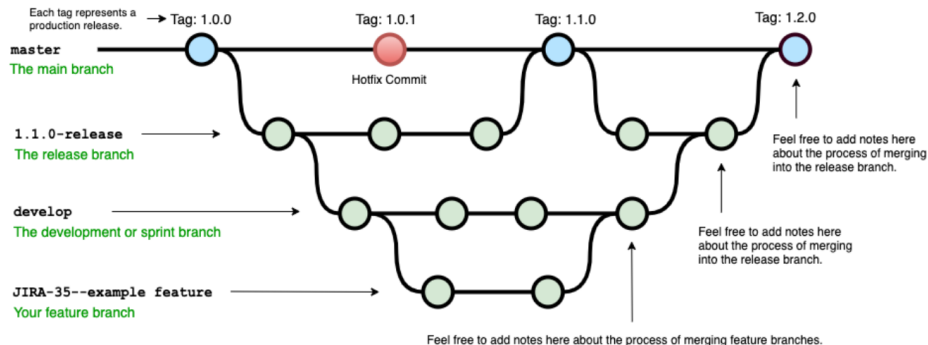 Each tag represents a
production release.
Tag: 1.0.0
Tag: 1.0.1
Tag: 1.1.0
Tag: 1.2.0
master
The main branch
Hotfix Commit
1.1.0-release
The release branch
Feel free to add notes here
about the process of merging
into the release branch.
develop
The development or sprint branch
Feel free to add notes here
about the process of merging
into the release branch.
JIRA-35--example feature
Your feature branch
Feel free to add notes here about the process of merging feature branches.